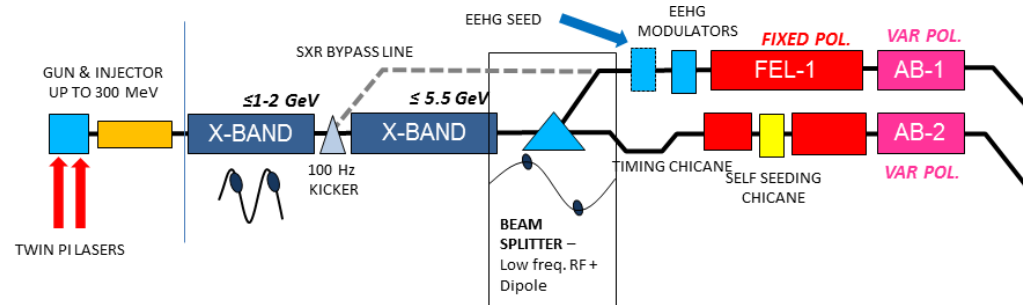 EEHG SEED
EEHG
MODULATORS
SXR BYPASS LINE
FIXED POL.
VAR POL.
GUN & INJECTOR
UP TO 300 MeV
≤1-2 GeV
≤ 5.5 GeV
FEL-1
AB-1
X-BAND
X-BAND
AB-2
100 Hz
KICKER
TIMING CHICANE
SELF SEEDING
CHICANE
VAR POL.
TWIN PI LASERS
BEAM
SPLITTER –
Low freq. RF +
Dipole